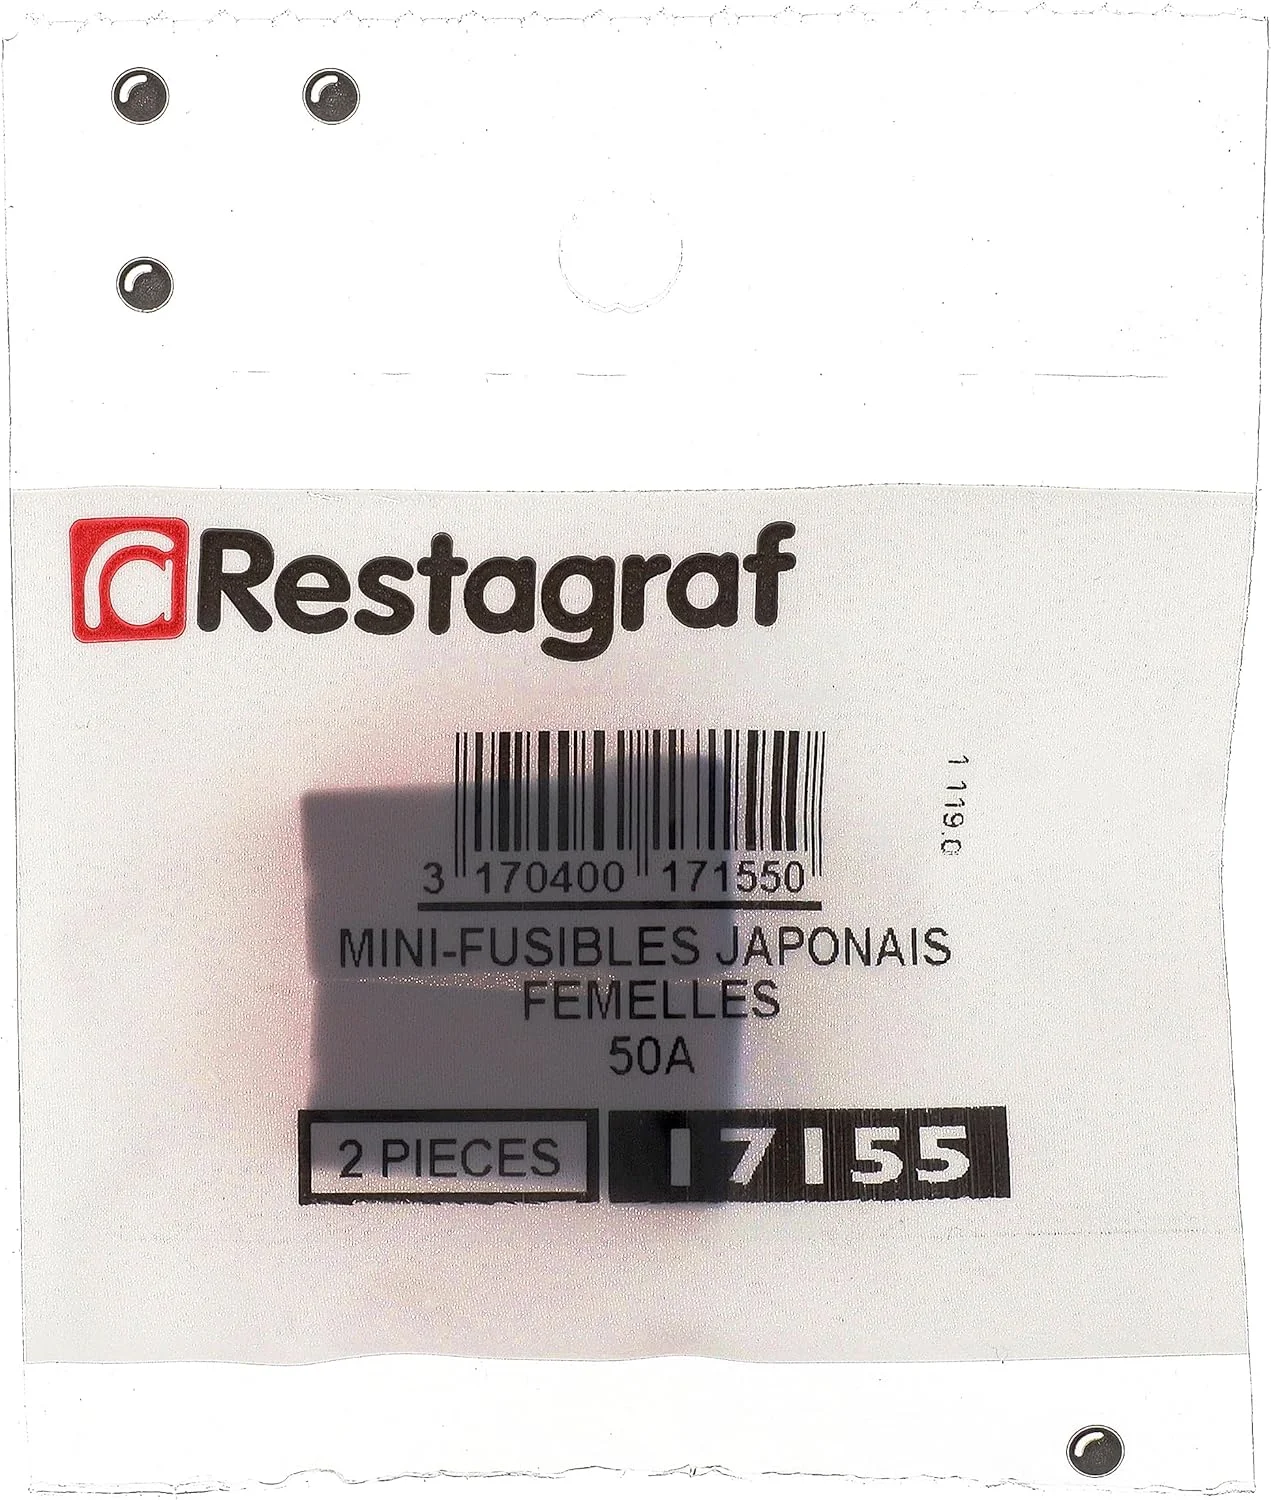 Restagraf
3 170400 171550
1 119.0
MINI-FUSIBLES JAPONAIS
FEMELLES
50A
2 PIECES
17155